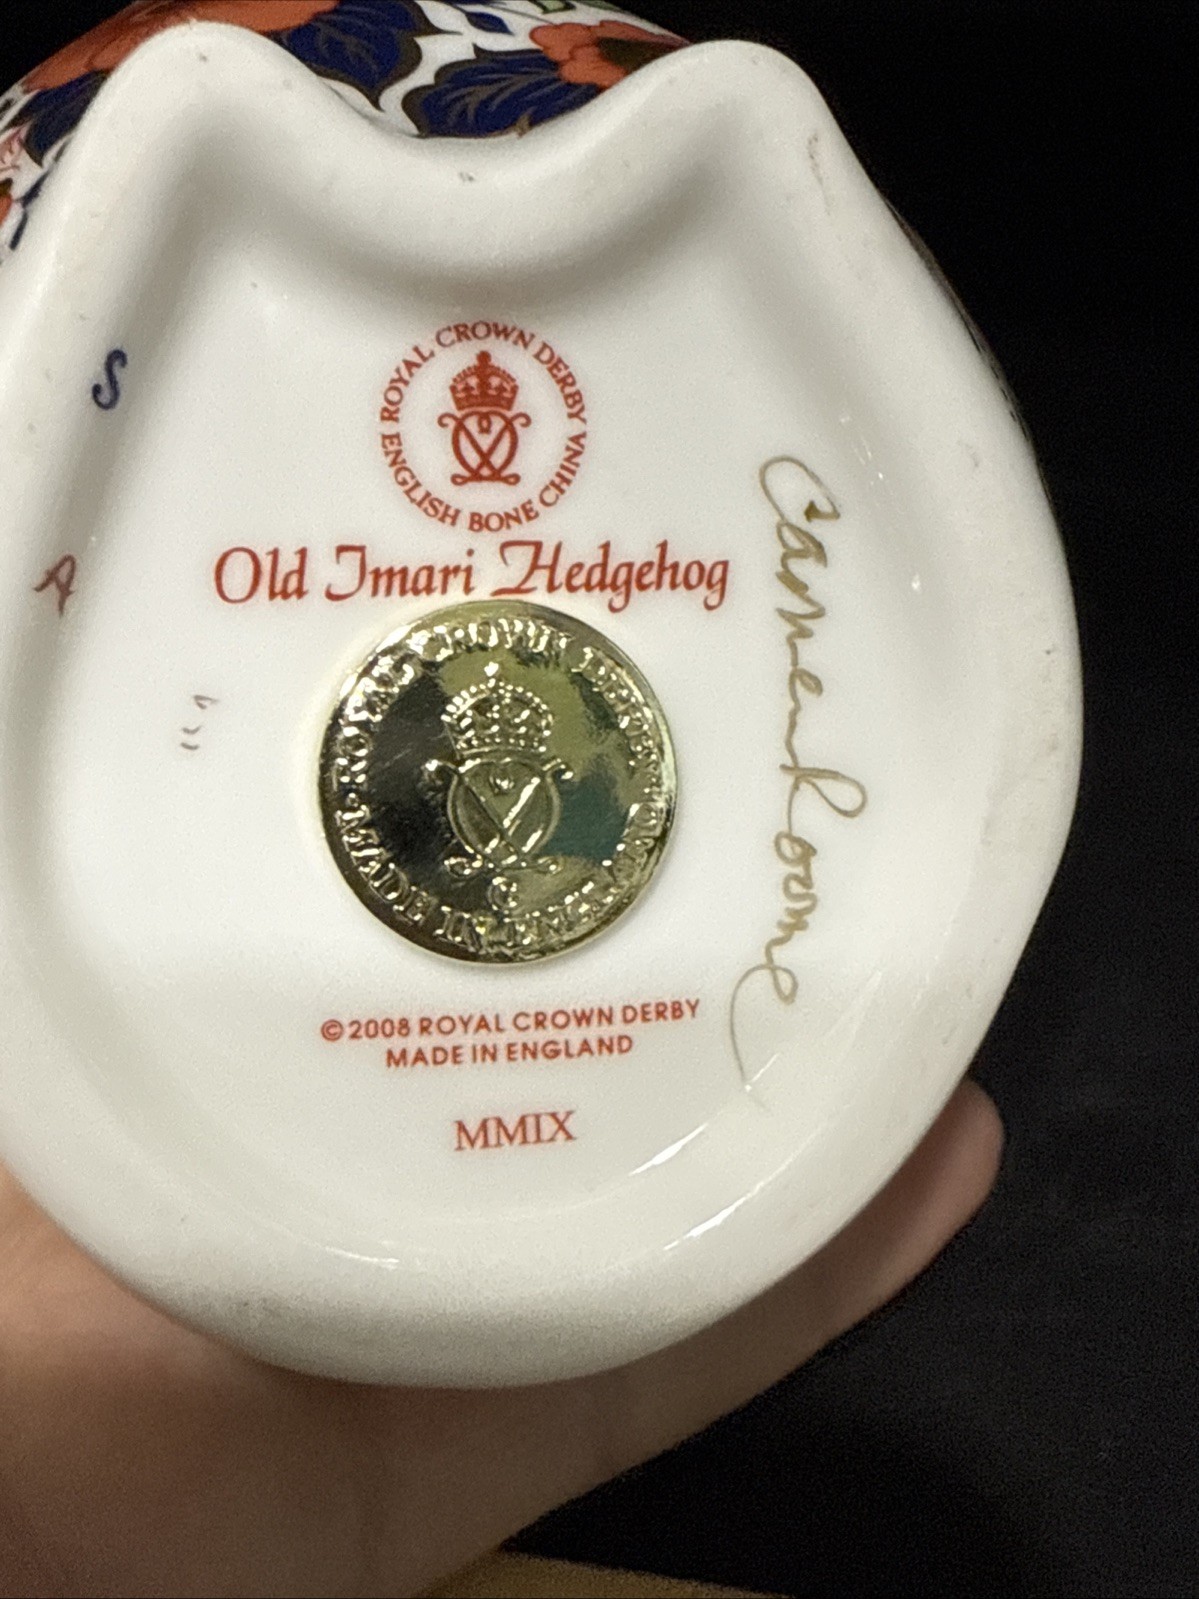 ROYAL CROWN DERBY
ENGLISH BONE CHINA
Old Imari Hedgehog
ROYAL CROWN DERBY
MADE IN ENGLAND
©2008 ROYAL CROWN DERBY
MADE IN ENGLAND
MMIX
S
A